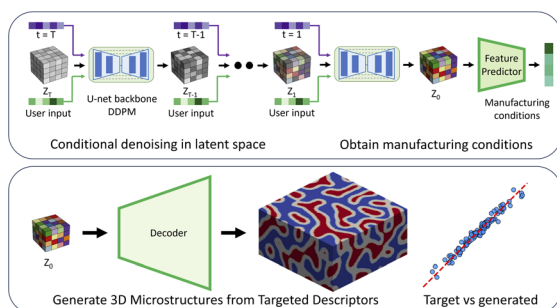 t = T
t = T-1
t = 1
Z_T
U-net backbone
DDPM
Z_T-1
Z_1
Z_0
Feature
Predictor
User input
User input
User input
Manufacturing
conditions
Conditional denoising in latent space
Obtain manufacturing conditions
Z_0
Decoder
Generate 3D Microstructures from Targeted Descriptors
Target vs generated